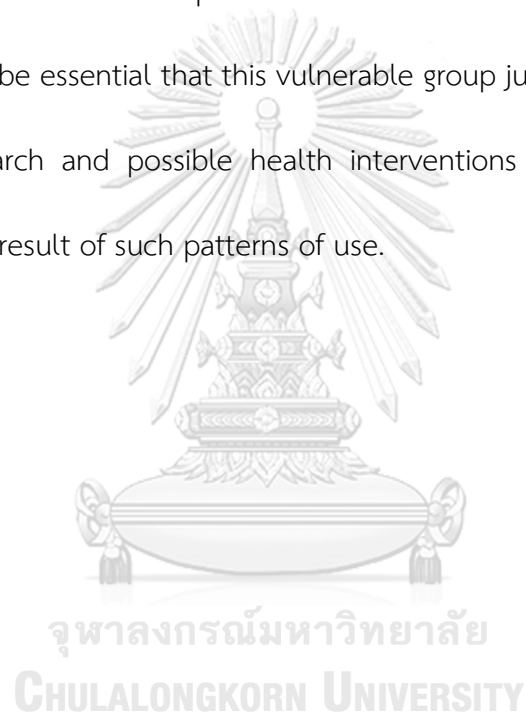 be essential that this vulnerable group ju
arch and possible health interventions
result of such patterns of use.
จุฬาลงกรณ์มหาวิทยาลัย
CHULALONGKORN UNIVERSITY